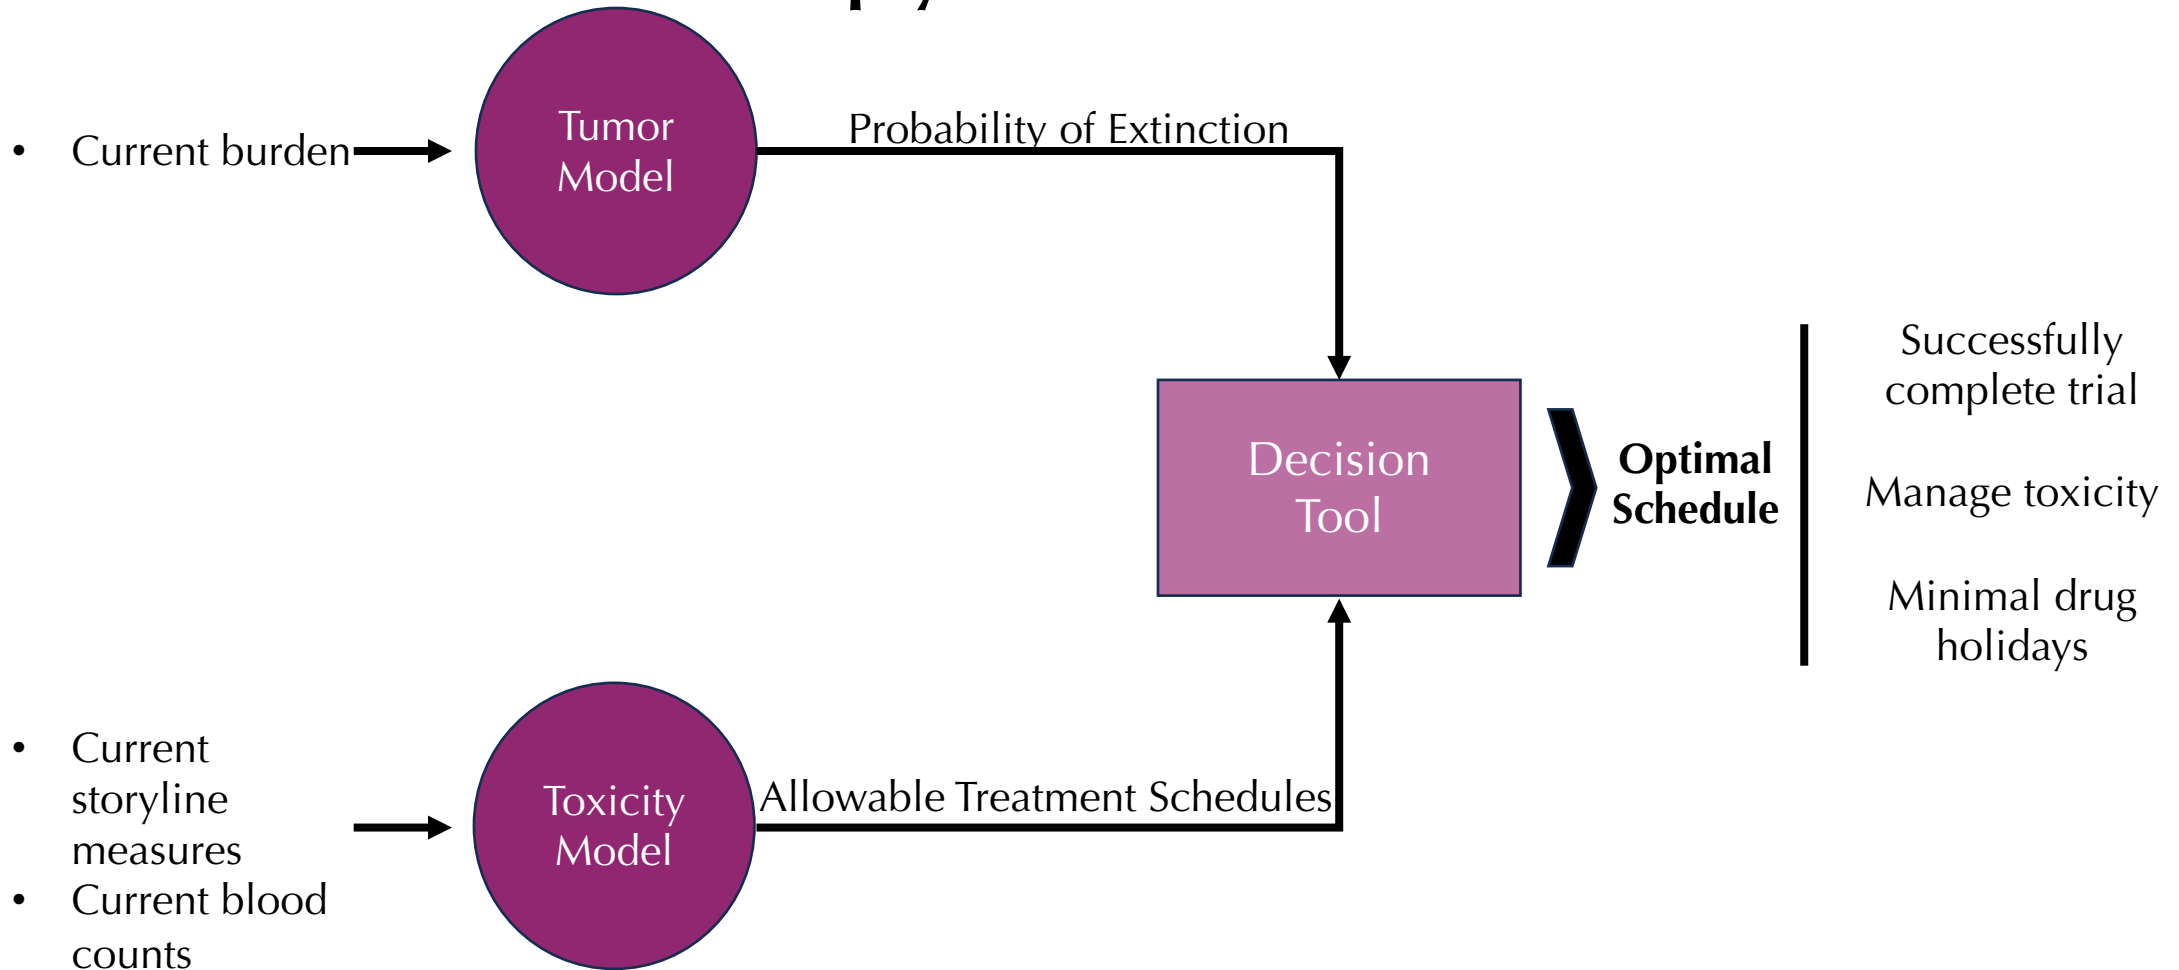 • Current burden
Tumor
Model
Probability of Extinction
Decision
Tool
Optimal
Schedule
Successfully
complete trial
Manage toxicity
Minimal drug
holidays
• Current
storyline
measures
• Current blood
counts
Toxicity
Model
Allowable Treatment Schedules